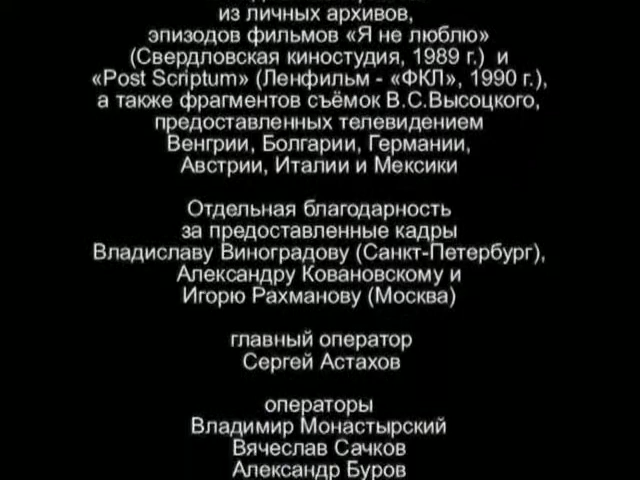 из личных архивов,
эпизодов фильмов «Я не люблю»
(Свердловская киностудия, 1989 г.) и
«Post Scriptum» (Ленфильм - «ФКЛ», 1990 г.),
а также фрагментов съёмок В.С.Высоцкого,
предоставленных телевидением
Венгрии, Болгарии, Германии,
Австрии, Италии и Мексики
Отдельная благодарность
за предоставленные кадры
Владиславу Виноградову (Санкт-Петербург),
Александру Ковановскому и
Игорю Рахманову (Москва)
главный оператор
Сергей Астахов
операторы
Владимир Монастырский
Вячеслав Сачков
Александр Буров